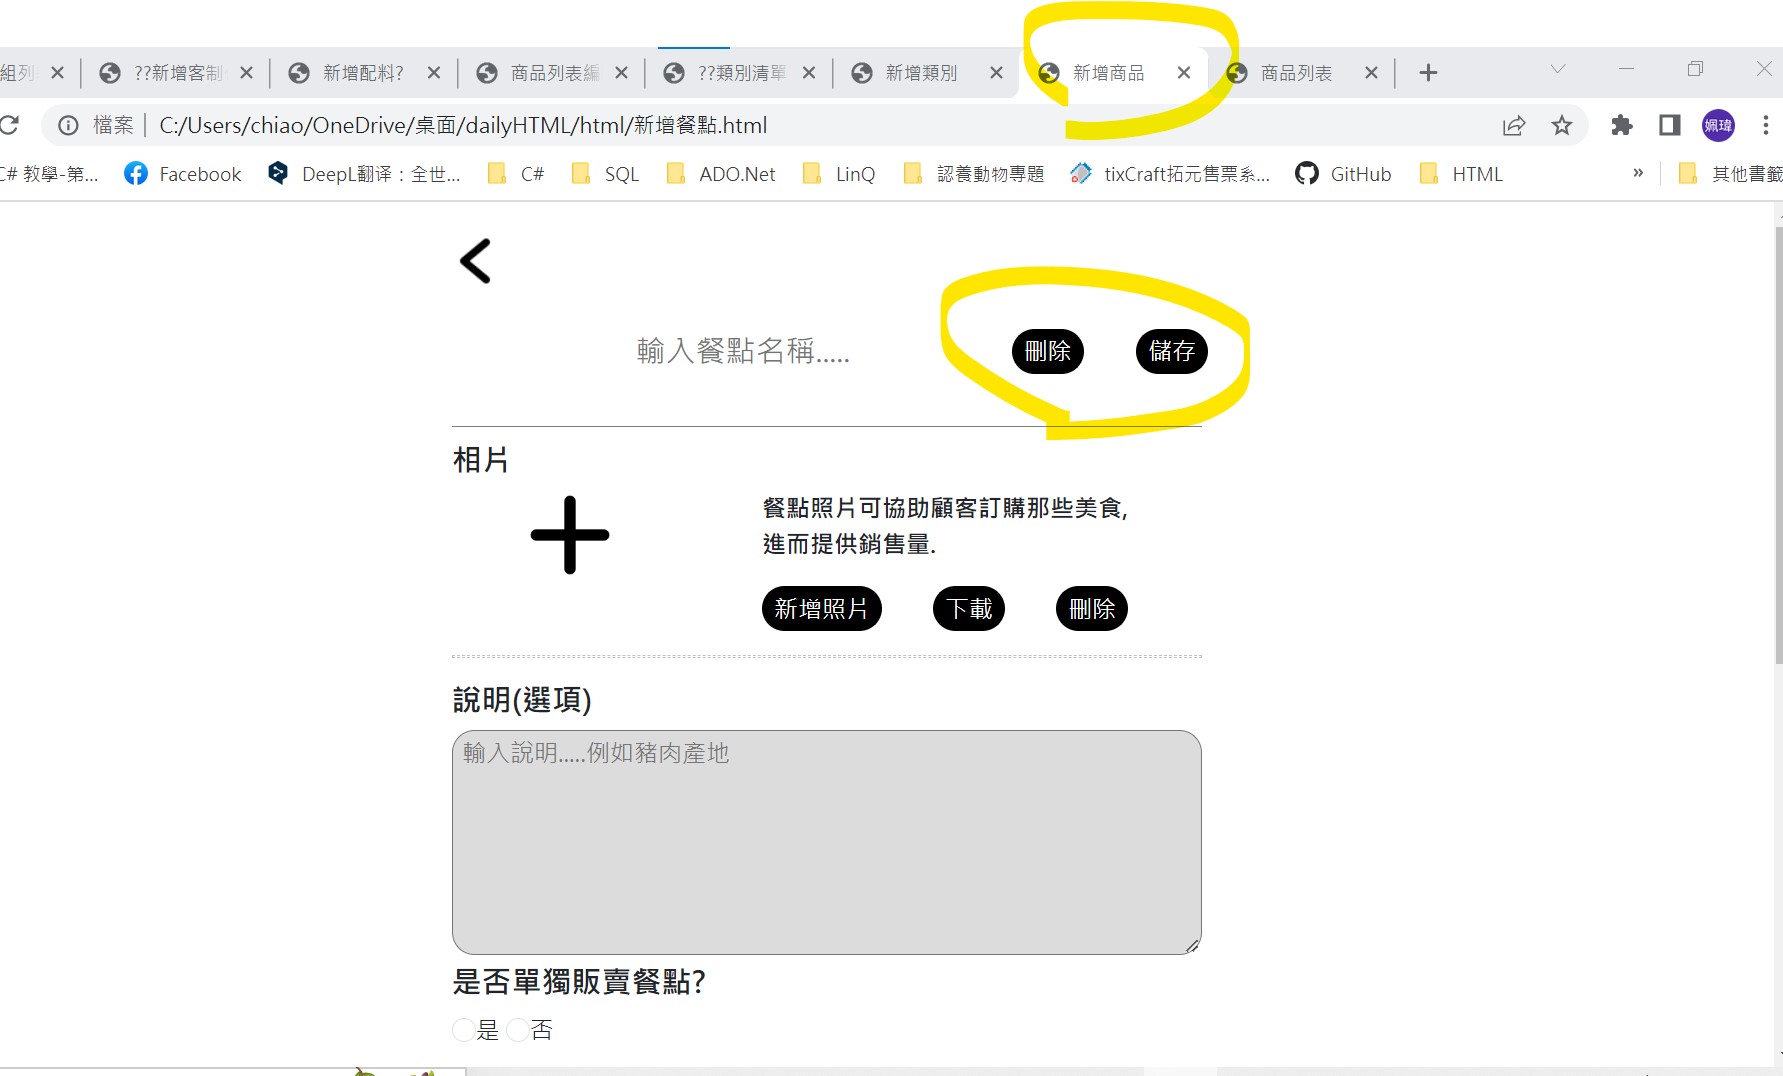 組列
??新增客制
新增配料?
商品列表編
??類別清單
新增類別
新增商品
商品列表
檔案
C:/Users/chiao/OneDrive/桌面/dailyHTML/html/新增餐點.html
姵瑋
C# 教學-第...
Facebook
DeepL翻译：全世...
C#
SQL
ADO.Net
LinQ
認養動物專題
tixCraft拓元售票系...
GitHub
HTML
»
其他書籤
輸入餐點名稱.....
刪除
儲存
相片
餐點照片可協助顧客訂購那些美食,
進而提供銷售量.
新增照片
下載
刪除
說明(選項)
輸入說明.....例如豬肉產地
是否單獨販賣餐點?
是 否